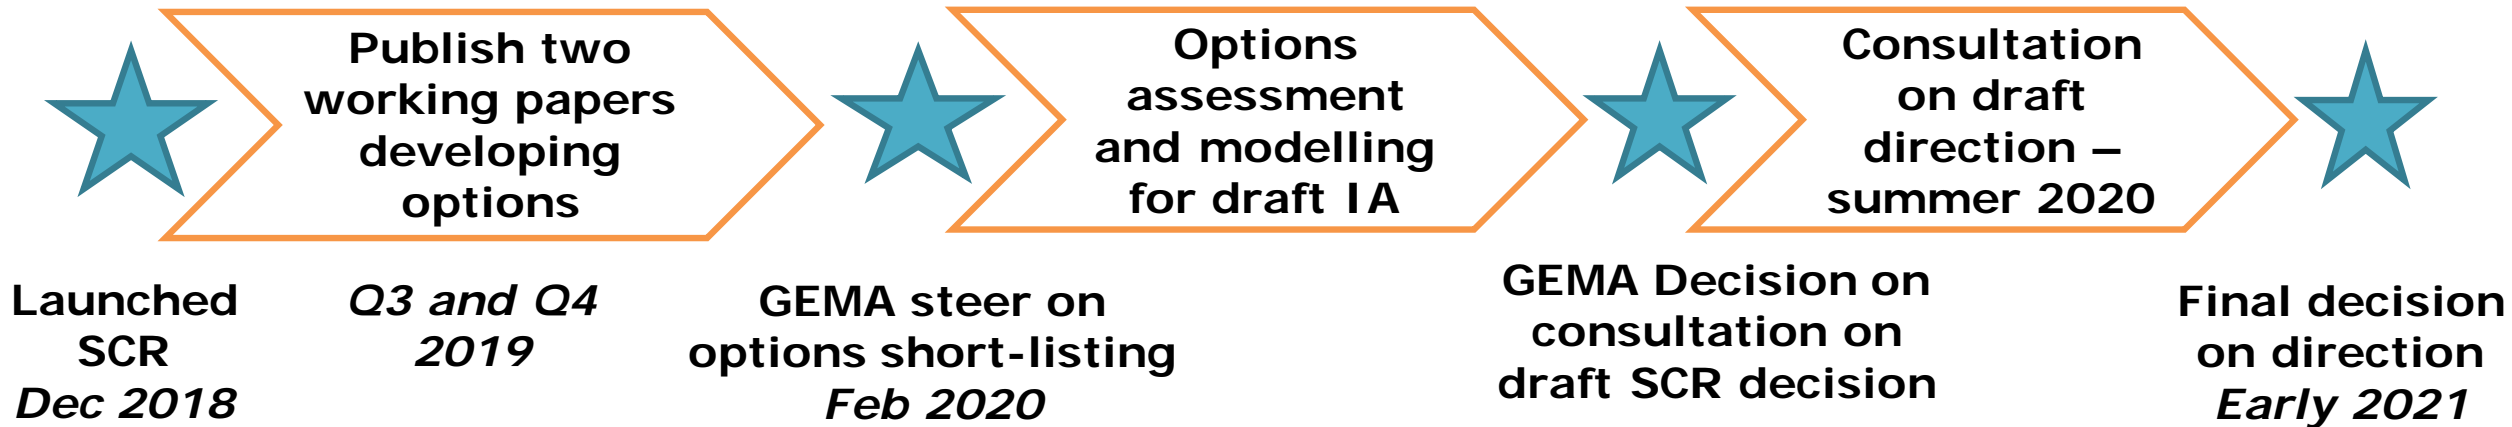 Publish two
working papers
developing
options
Options
assessment
and modelling
for draft IA
Consultation
on draft
direction –
summer 2020
Launched
SCR
Dec 2018
Q3 and Q4
2019
GEMA steer on
options short-listing
Feb 2020
GEMA Decision on
consultation on
draft SCR decision
Final decision
on direction
Early 2021